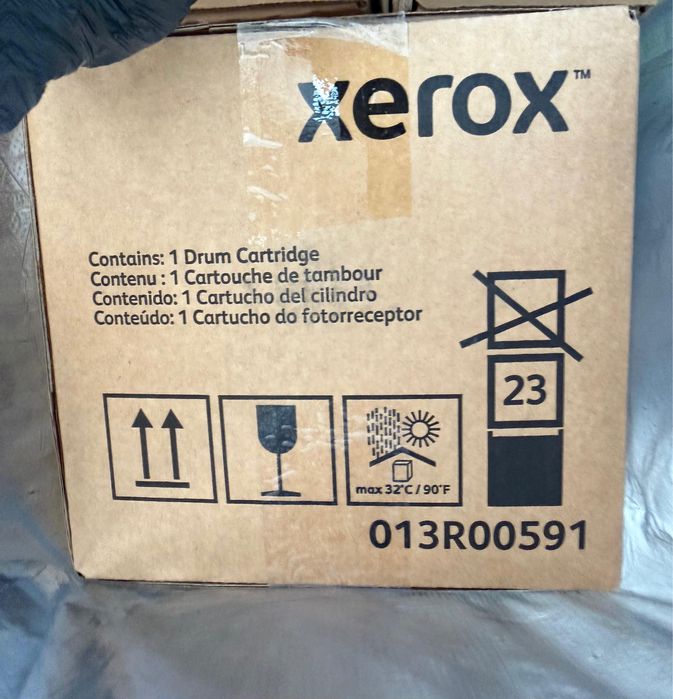 xerox™
Contains: 1 Drum Cartridge
Contenu : 1 Cartouche de tambour
Contenido: 1 Cartucho del cilindro
Conteúdo: 1 Cartucho do fotorreceptor
23
max 32°C / 90°F
013R00591